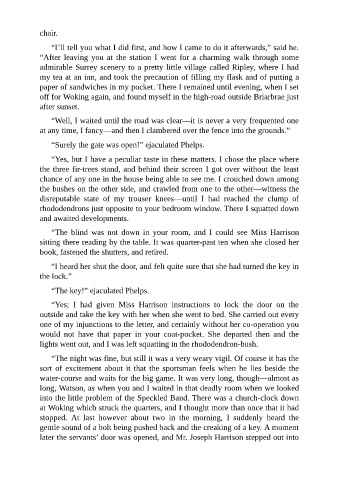 chair.
“I’ll tell you what I did first, and how I came to do it afterwards,” said he.
“After leaving you at the station I went for a charming walk through some
admirable Surrey scenery to a pretty little village called Ripley, where I had
my tea at an inn, and took the precaution of filling my flask and of putting a
paper of sandwiches in my pocket. There I remained until evening, when I set
off for Woking again, and found myself in the high-road outside Briarbrae just
after sunset.
“Well, I waited until the road was clear—it is never a very frequented one
at any time, I fancy—and then I clambered over the fence into the grounds.”
“Surely the gate was open!” ejaculated Phelps.
“Yes, but I have a peculiar taste in these matters. I chose the place where
the three fir-trees stand, and behind their screen I got over without the least
chance of any one in the house being able to see me. I crouched down among
the bushes on the other side, and crawled from one to the other—witness the
disreputable state of my trouser knees—until I had reached the clump of
rhododendrons just opposite to your bedroom window. There I squatted down
and awaited developments.
“The blind was not down in your room, and I could see Miss Harrison
sitting there reading by the table. It was quarter-past ten when she closed her
book, fastened the shutters, and retired.
“I heard her shut the door, and felt quite sure that she had turned the key in
the lock.”
“The key!” ejaculated Phelps.
“Yes; I had given Miss Harrison instructions to lock the door on the
outside and take the key with her when she went to bed. She carried out every
one of my injunctions to the letter, and certainly without her co-operation you
would not have that paper in your coat-pocket. She departed then and the
lights went out, and I was left squatting in the rhododendron-bush.
“The night was fine, but still it was a very weary vigil. Of course it has the
sort of excitement about it that the sportsman feels when he lies beside the
water-course and waits for the big game. It was very long, though—almost as
long, Watson, as when you and I waited in that deadly room when we looked
into the little problem of the Speckled Band. There was a church-clock down
at Woking which struck the quarters, and I thought more than once that it had
stopped. At last however about two in the morning, I suddenly heard the
gentle sound of a bolt being pushed back and the creaking of a key. A moment
later the servants’ door was opened, and Mr. Joseph Harrison stepped out into